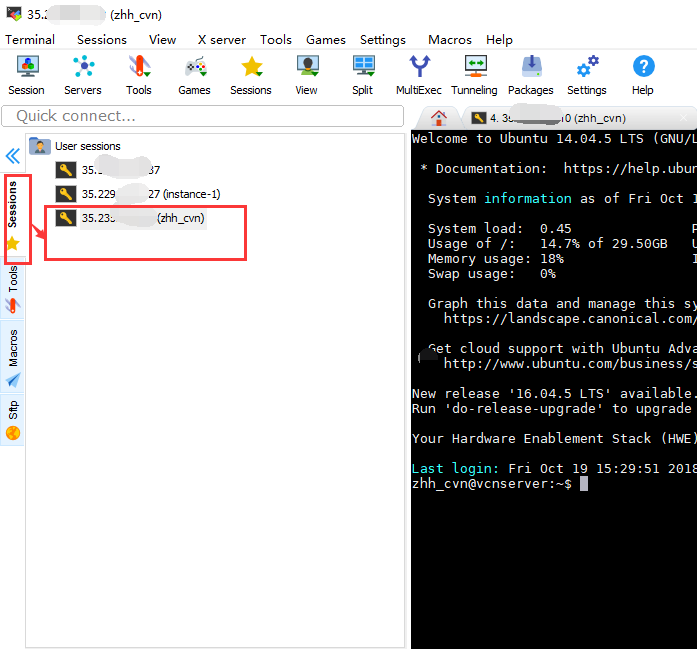 35.2 (zhh_cvn)
Terminal Sessions View X server Tools Games Settings Macros Help
Session Servers Tools Games Sessions View Split MultiExec Tunneling Packages Settings Help
Quick connect...
4. 3 0 (zhh_cvn)
User sessions
35. 37
35.229 27 (instance-1)
35.235 (zhh_cvn)
Sessions
Tools
Macros
Sftp
Welcome to Ubuntu 14.04.5 LTS (GNU/L
* Documentation: https://help.ubun
System information as of Fri Oct 1
System load: 0.45 P
Usage of /: 14.7% of 29.50GB U
Memory usage: 18% I
Swap usage: 0%
Graph this data and manage this sy
https://landscape.canonical.com/
Get cloud support with Ubuntu Adva
http://www.ubuntu.com/business/s
New release '16.04.5 LTS' available.
Run 'do-release-upgrade' to upgrade
Your Hardware Enablement Stack (HWE)
Last login: Fri Oct 19 15:29:51 2018
zhh_cvn@vcnserver:~$